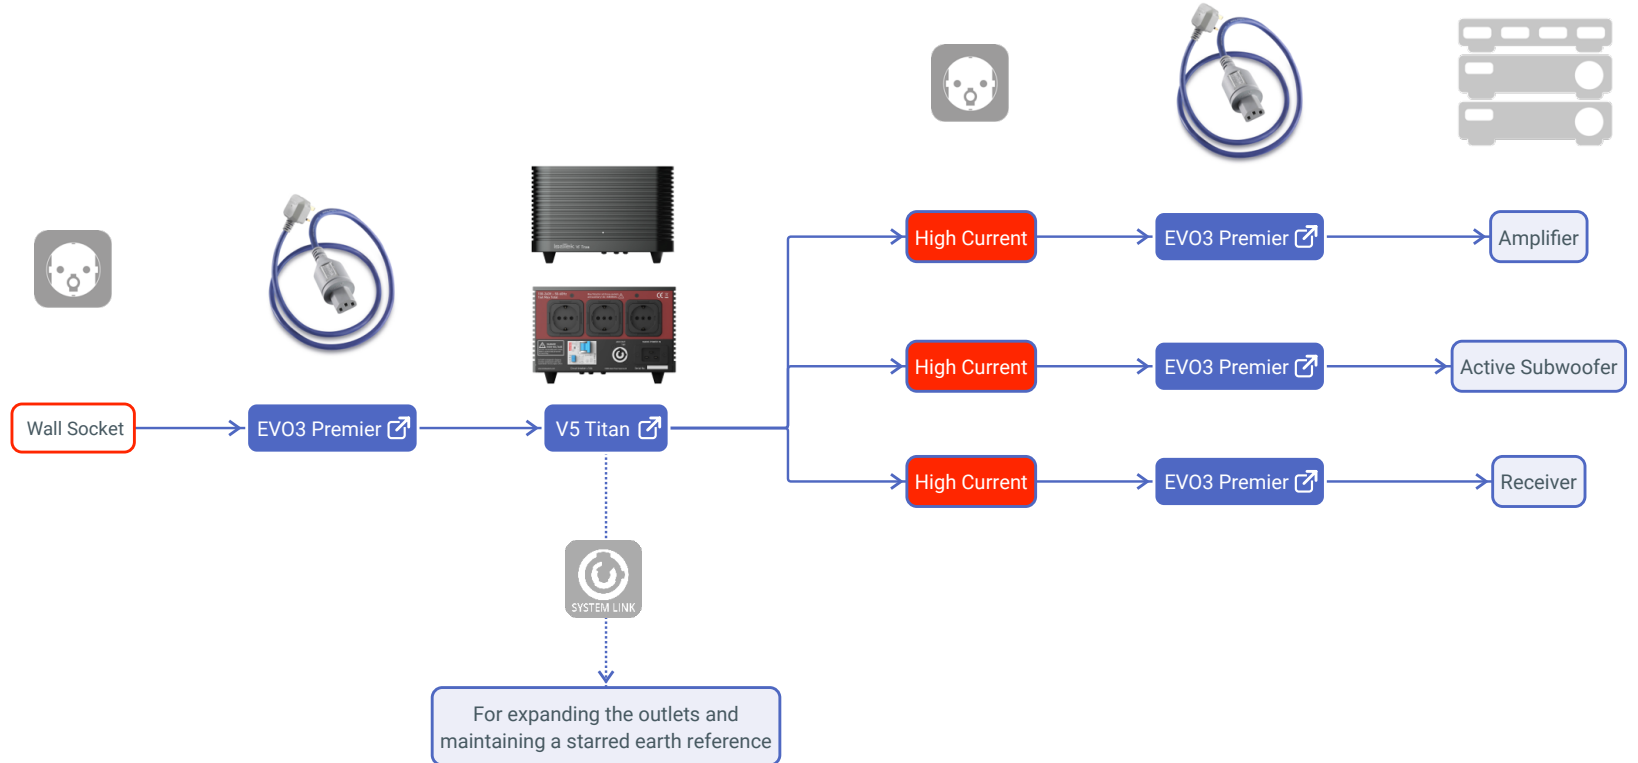 High Current
EVO3 Premier
Amplifier
High Current
EVO3 Premier
Active Subwoofer
Wall Socket
EVO3 Premier
V5 Titan
High Current
EVO3 Premier
Receiver
SYSTEM LINK
For expanding the outlets and
maintaining a starred earth reference